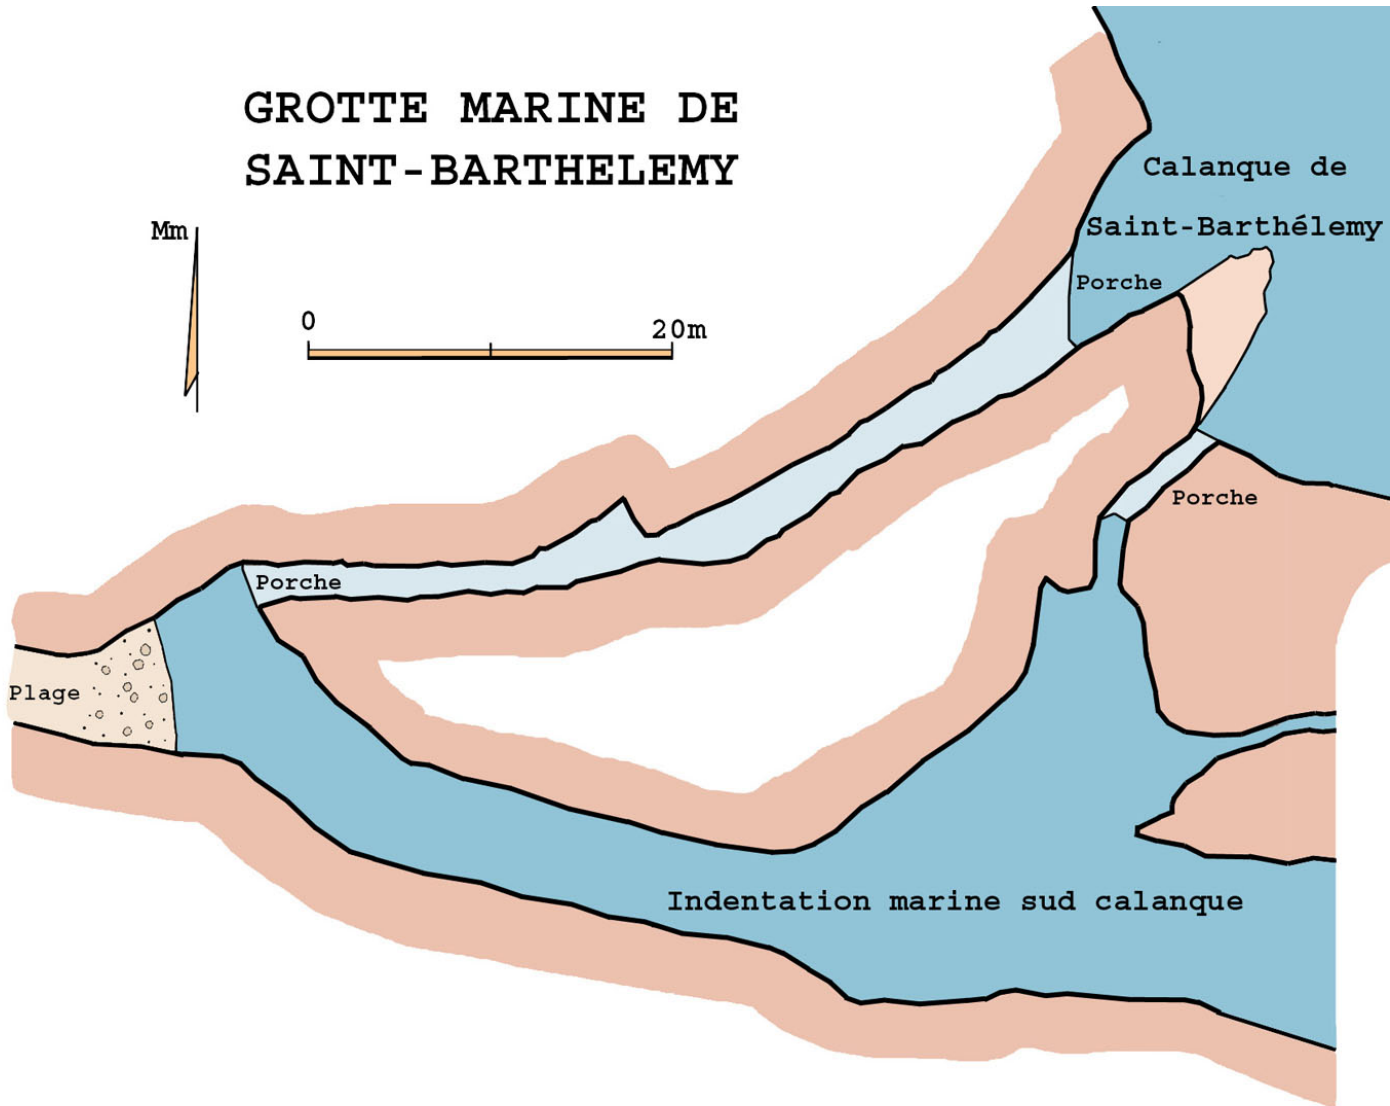 GROTTE MARINE DE
SAINT-BARTHELEMY
Mm
0
20m
Calanque de
Saint-Barthélemy
Porche
Porche
Porche
Plage
Indentation marine sud calanque